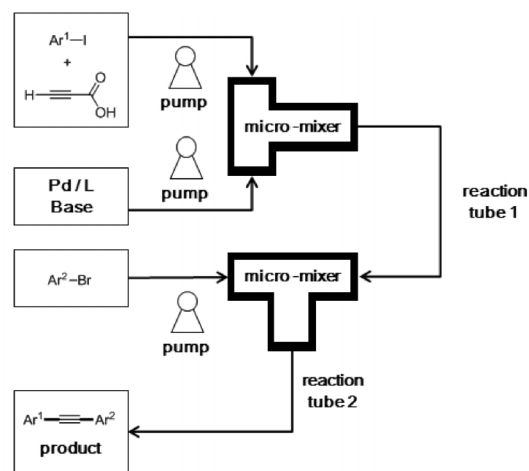 Ar¹–I
+
H
O
OH
pump
micro-mixer
pump
Pd / L
Base
reaction
tube 1
Ar²–Br
micro-mixer
pump
reaction
tube 2
Ar¹
Ar²
product